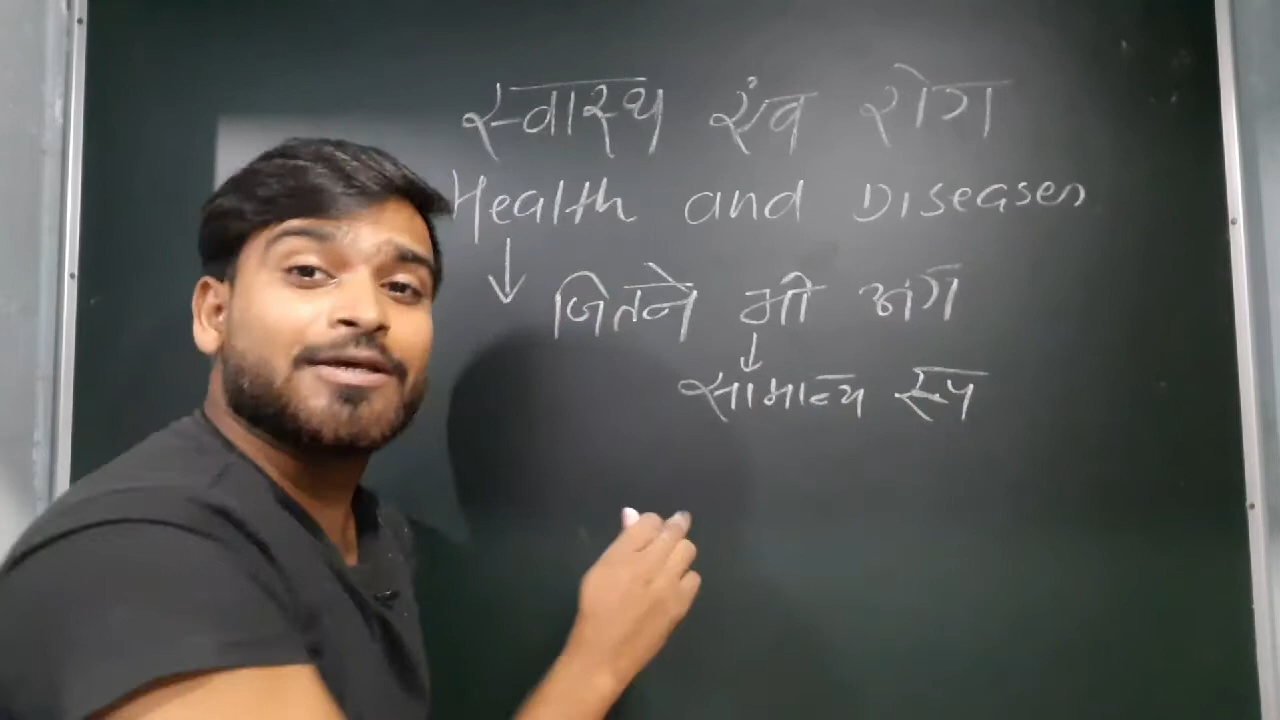 स्वास्थ एंव रोग
Health and Diseases
↓
जितने भी अंग
↓
सामान्य रूप